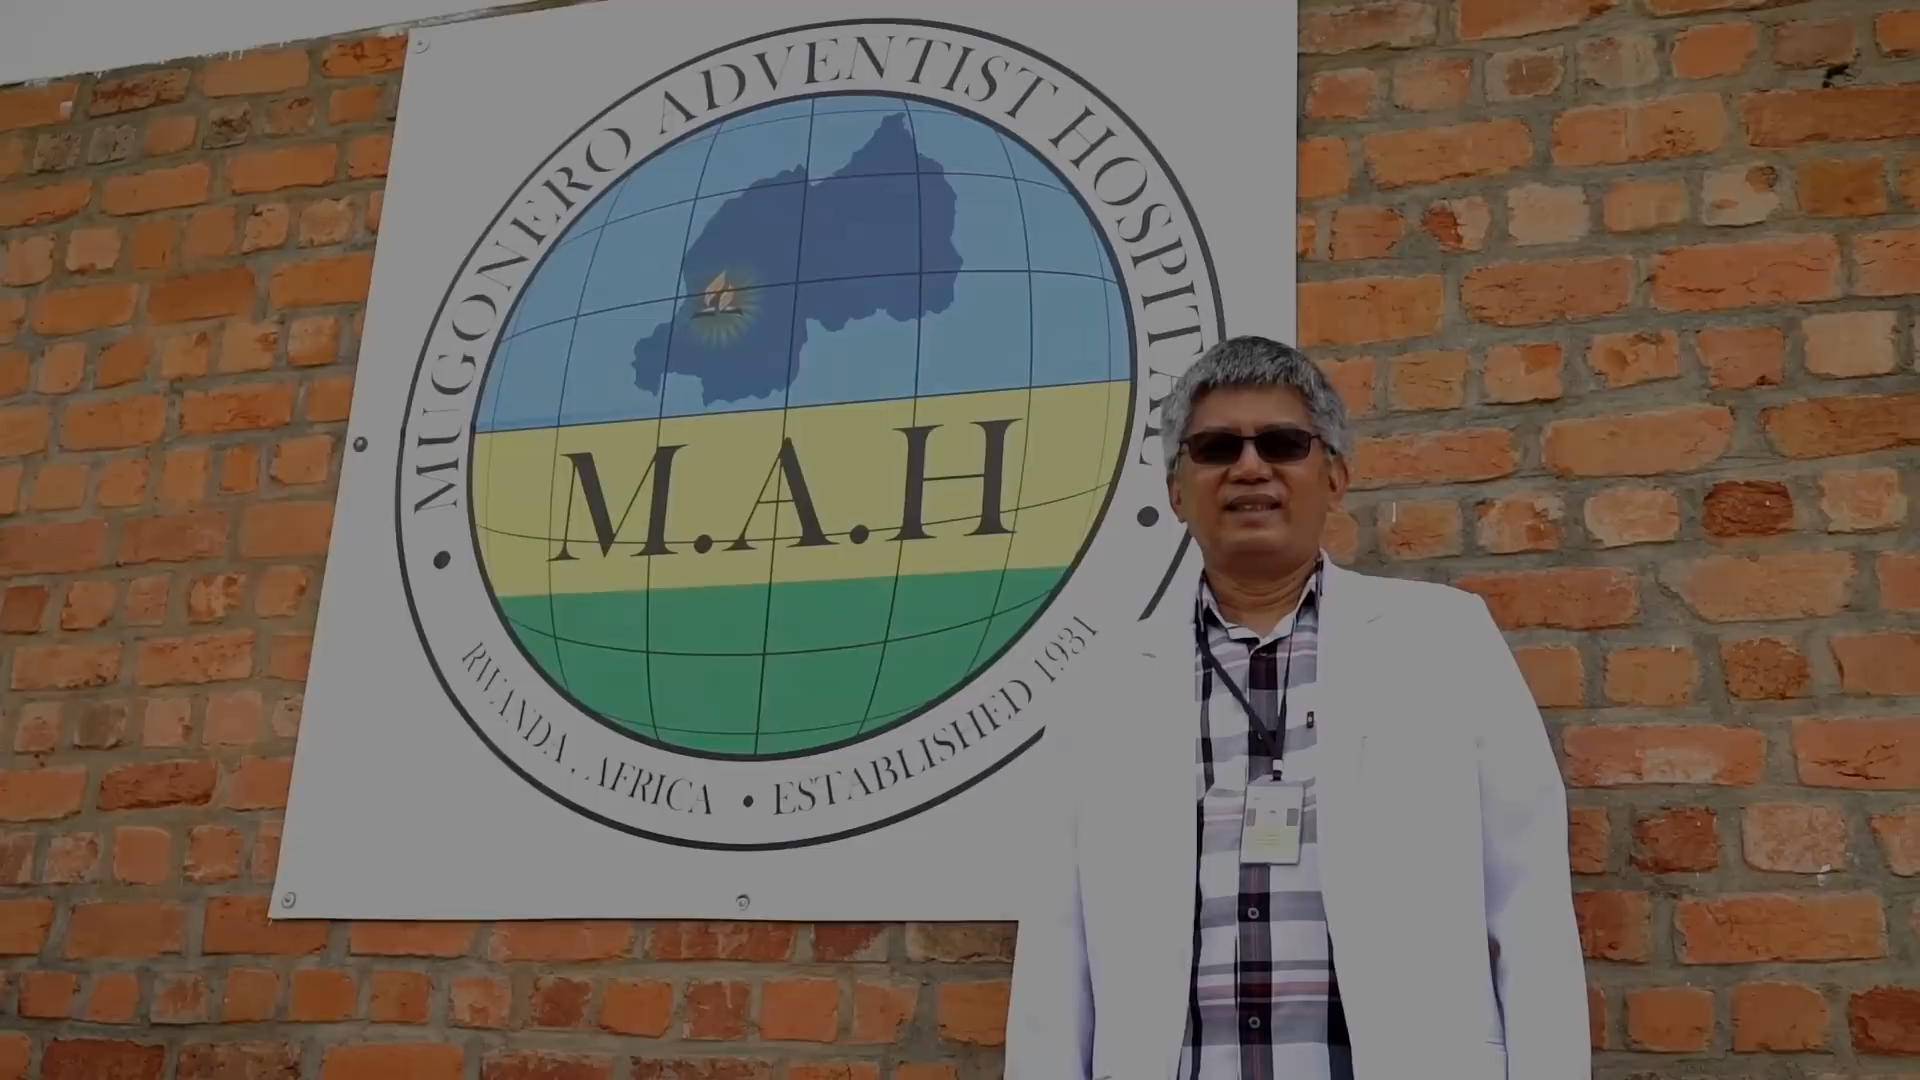 MUGONERO ADVENTIST HOSPITAL
M.A.H
RWANDA, AFRICA • ESTABLISHED 1931